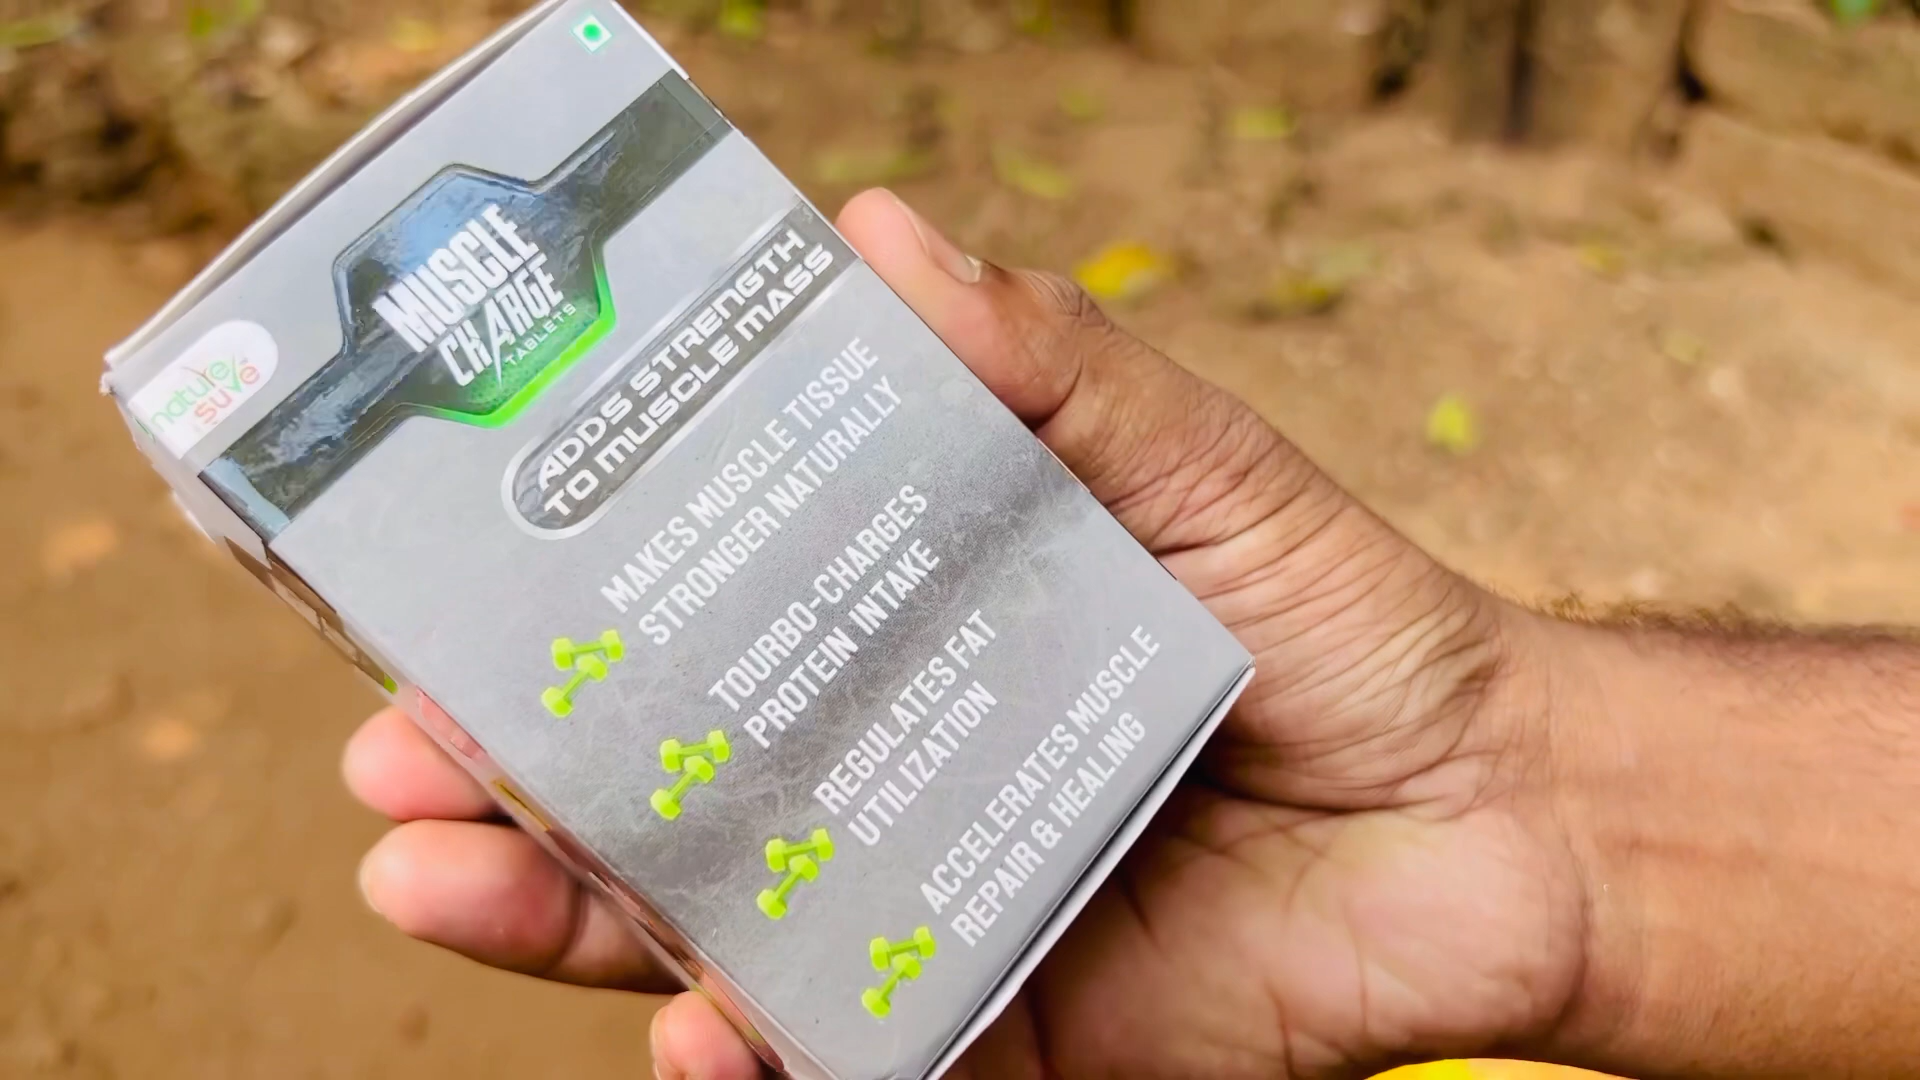 nature
suve
MUSCLE
CHARGE
TABLETS
ADDS STRENGTH
TO MUSCLE MASS
MAKES MUSCLE TISSUE
STRONGER NATURALLY
TOURBO-CHARGES
PROTEIN INTAKE
REGULATES FAT
UTILIZATION
ACCELERATES MUSCLE
REPAIR & HEALING